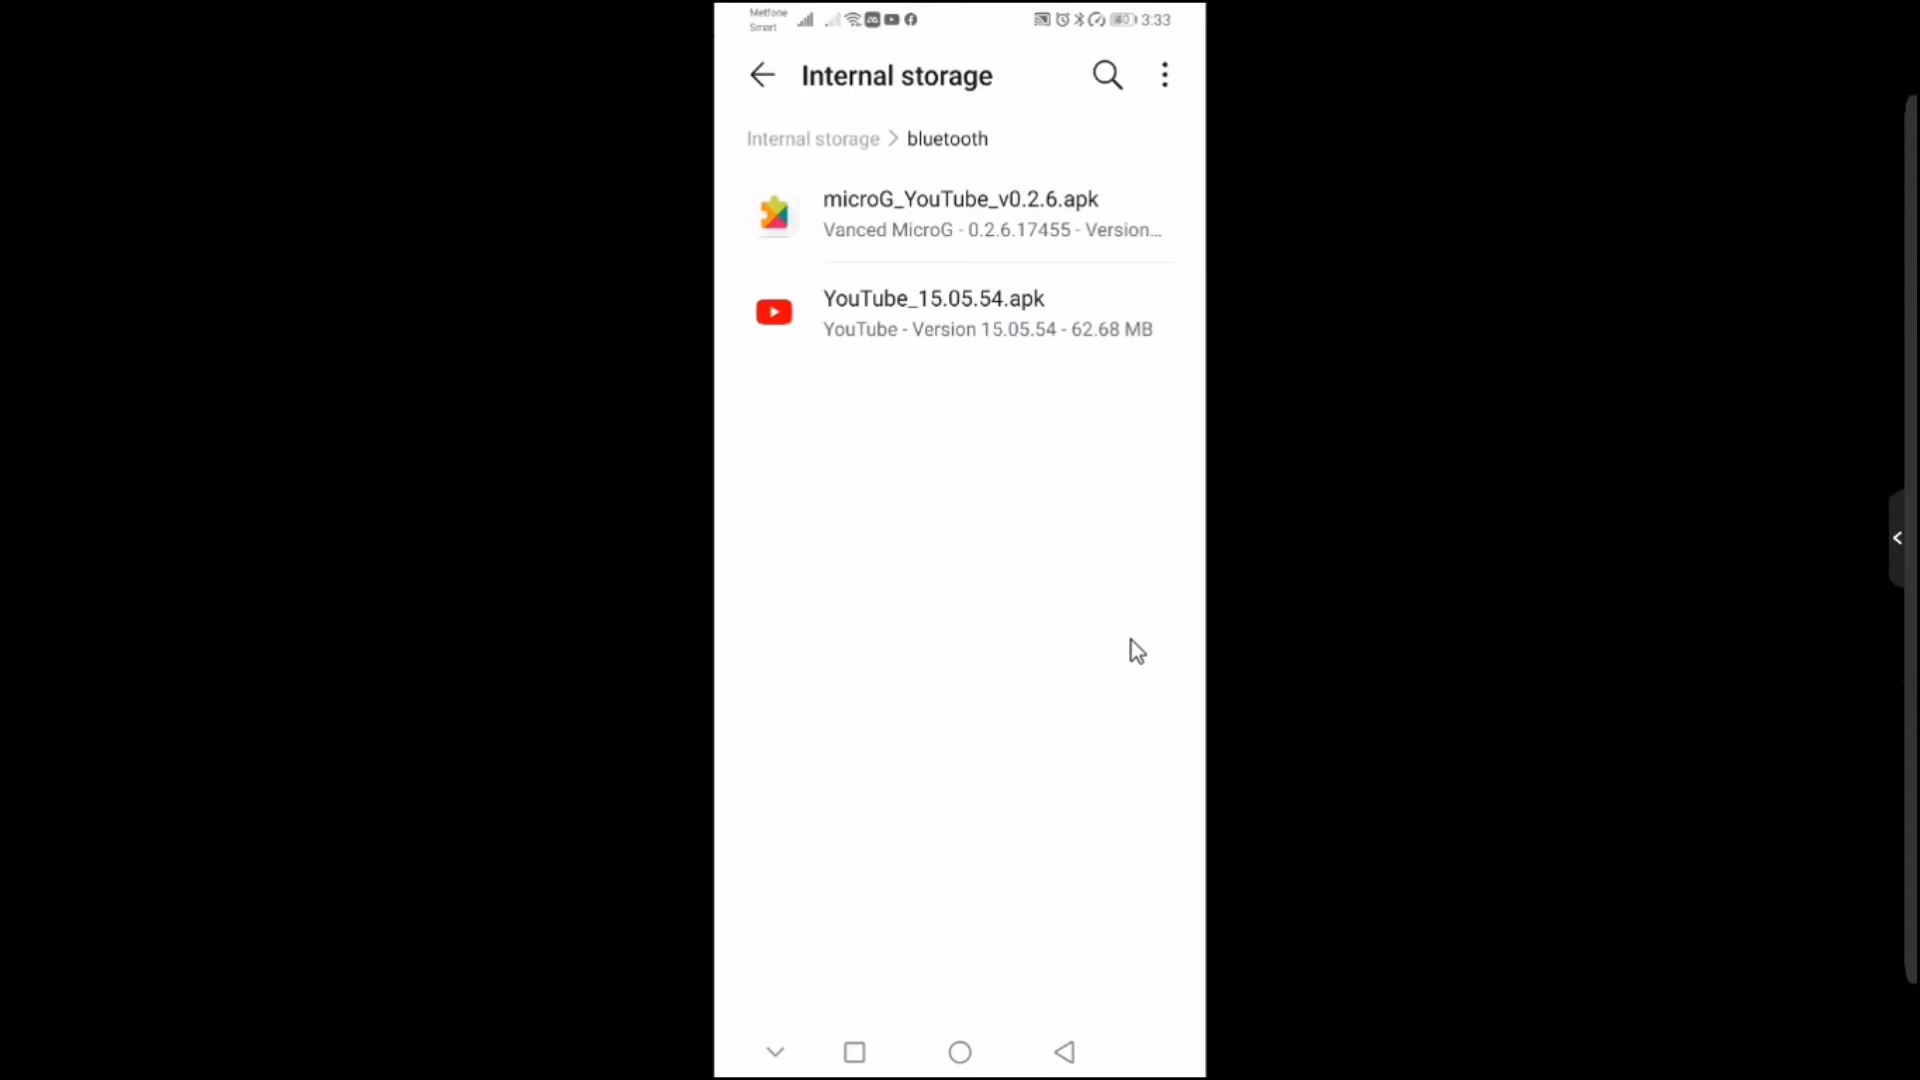 Metfone
Smart
40 3:33
Internal storage
Internal storage > bluetooth
microG_YouTube_v0.2.6.apk
Vanced MicroG - 0.2.6.17455 - Version...
YouTube_15.05.54.apk
YouTube - Version 15.05.54 - 62.68 MB